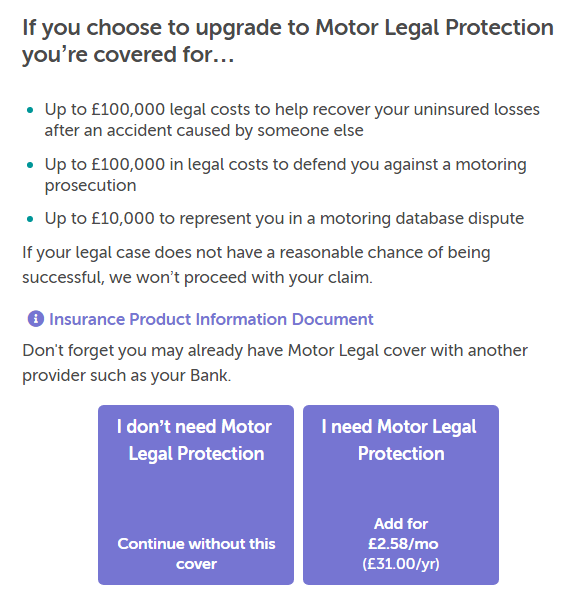 If you choose to upgrade to Motor Legal Protection
you’re covered for…
Up to £100,000 legal costs to help recover your uninsured losses
after an accident caused by someone else
Up to £100,000 in legal costs to defend you against a motoring
prosecution
Up to £10,000 to represent you in a motoring database dispute
If your legal case does not have a reasonable chance of being
successful, we won’t proceed with your claim.
Insurance Product Information Document
Don't forget you may already have Motor Legal cover with another
provider such as your Bank.
I don’t need Motor
Legal Protection
Continue without this
cover
I need Motor Legal
Protection
Add for
£2.58/mo
(£31.00/yr)